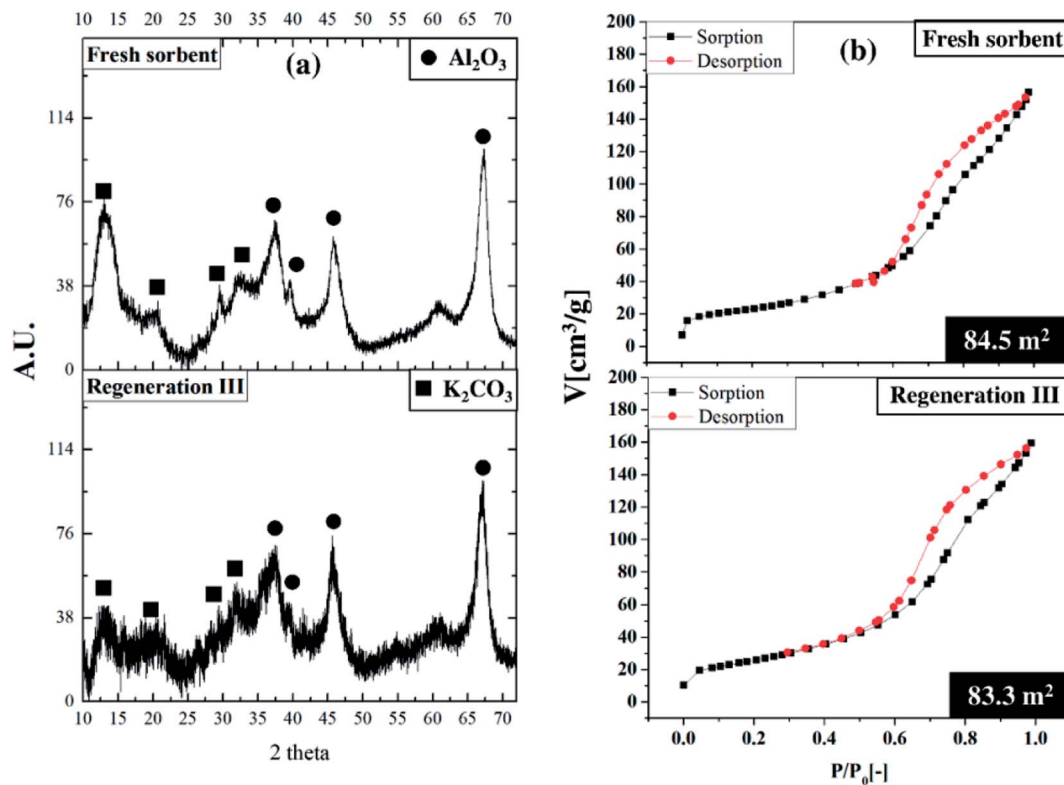 10 15 20 25 30 35 40 45 50 55 60 65 70
Fresh sorbent
(a)
● Al₂O₃
114
76
38
0
A.U.
Regeneration III
■ K₂CO₃
114
76
38
0
10 15 20 25 30 35 40 45 50 55 60 65 70
2 theta
200
180
160
140
120
100
80
60
40
20
0
Sorption
Desorption
(b)
Fresh sorbent
84.5 m²
V[cm³/g]
200
180
160
140
120
100
80
60
40
20
0
Sorption
Desorption
Regeneration III
83.3 m²
0.0 0.2 0.4 0.6 0.8 1.0
P/P₀[-]